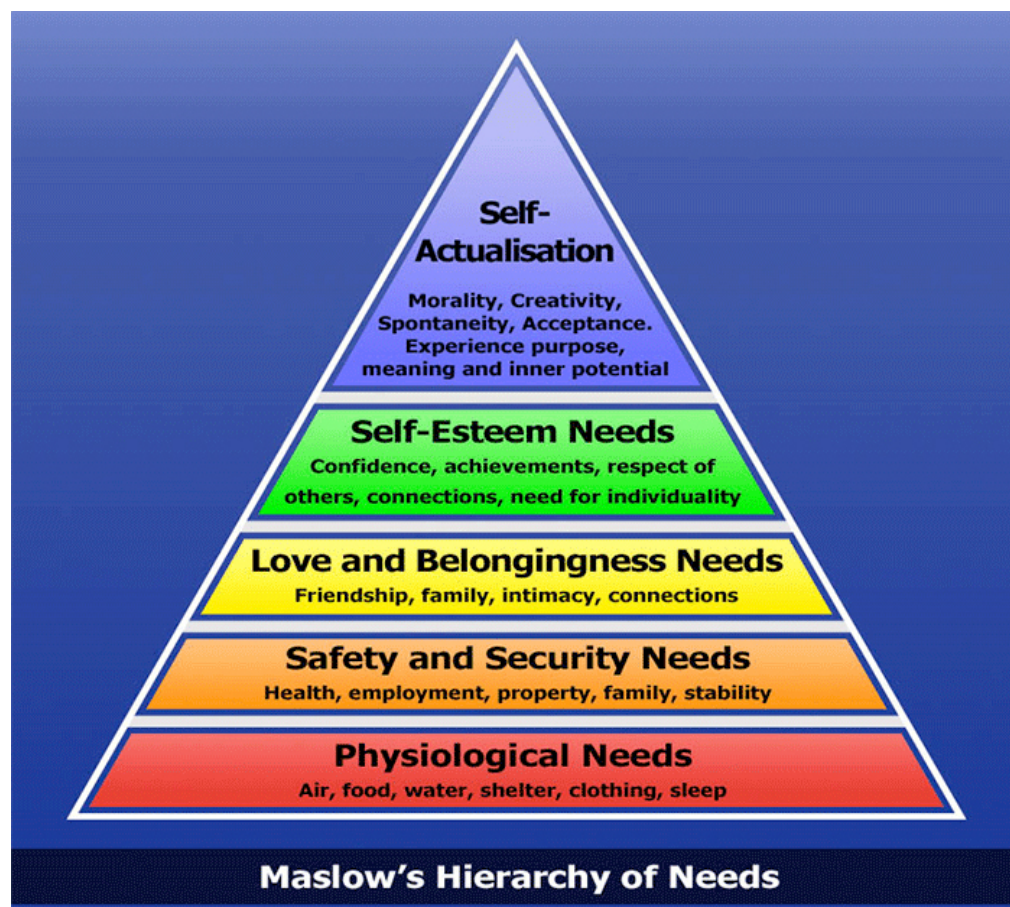 Self-
Actualisation
Morality, Creativity,
Spontaneity, Acceptance.
Experience purpose,
meaning and inner potential
Self-Esteem Needs
Confidence, achievements, respect of
others, connections, need for individuality
Love and Belongingness Needs
Friendship, family, intimacy, connections
Safety and Security Needs
Health, employment, property, family, stability
Physiological Needs
Air, food, water, shelter, clothing, sleep
Maslow’s Hierarchy of Needs